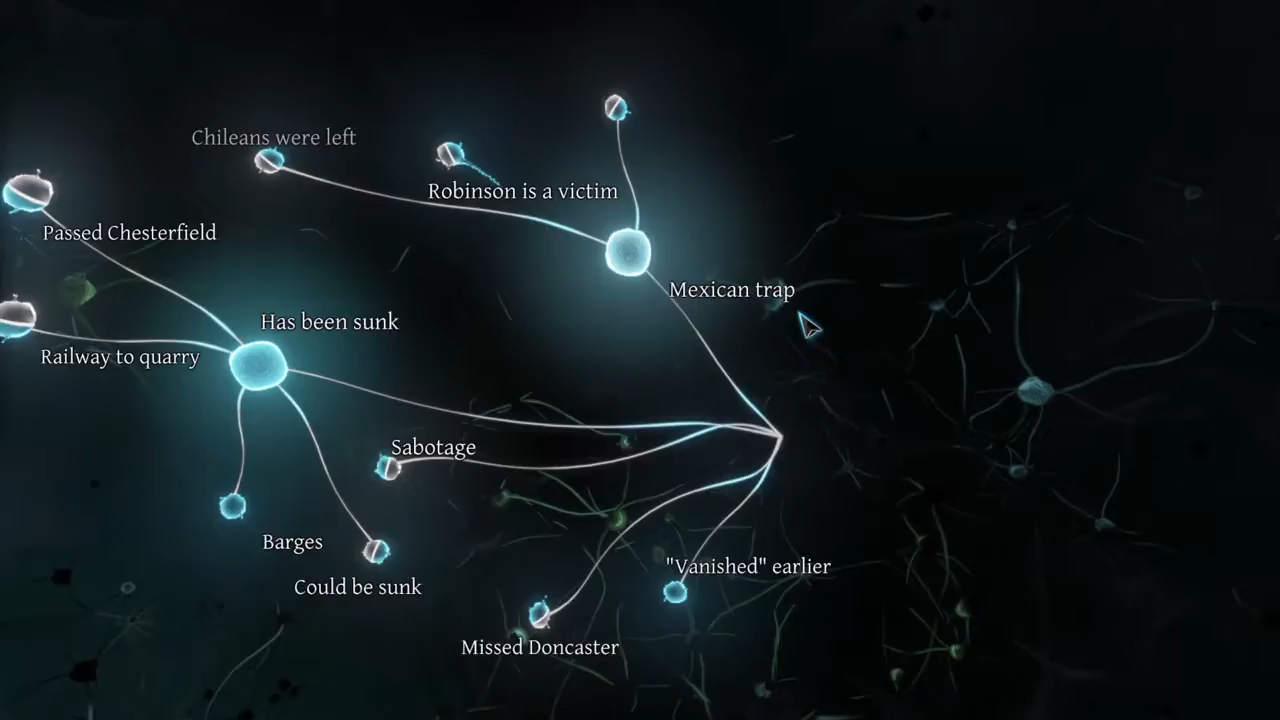 Chileans were left
Robinson is a victim
Passed Chesterfield
Mexican trap
Has been sunk
Railway to quarry
Sabotage
Barges
"Vanished" earlier
Could be sunk
Missed Doncaster